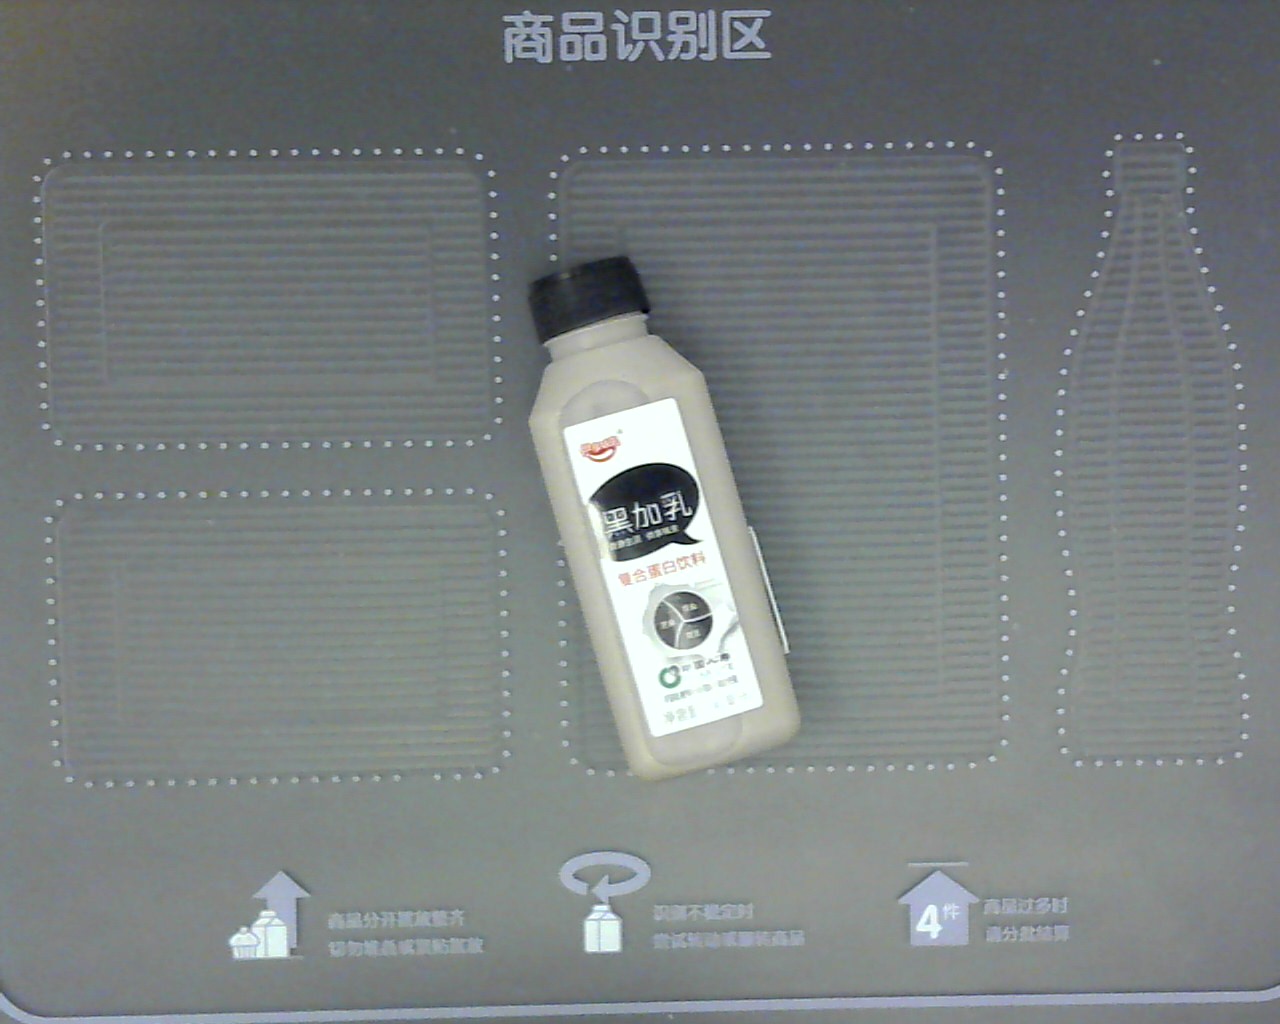 商品识别区
黑加乳
复合蛋白饮料
商品分开摆放整齐
切勿堆叠或紧贴摆放
识别不稳定时
尝试转动或翻转商品
4件
商品过多时
请分批结算